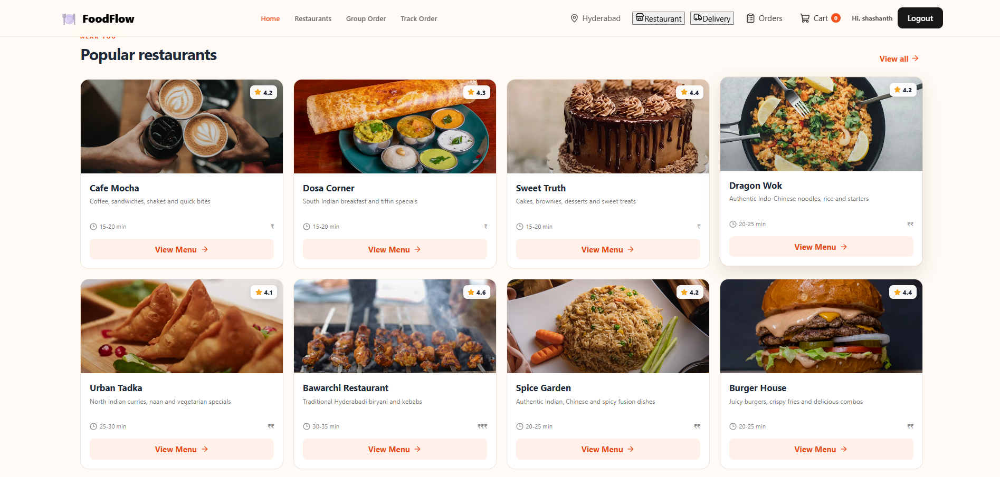 FoodFlow
Home
Restaurants
Group Order
Track Order
Hyderabad
Restaurant
Delivery
Orders
Cart 0
Hi, shashanth
Logout
NEAR YOU
Popular restaurants
View all →
4.2
4.3
4.4
4.2
Cafe Mocha
Coffee, sandwiches, shakes and quick bites
15-20 min
₹
View Menu →
Dosa Corner
South Indian breakfast and tiffin specials
15-20 min
₹
View Menu →
Sweet Truth
Cakes, brownies, desserts and sweet treats
15-20 min
₹
View Menu →
Dragon Wok
Authentic Indo-Chinese noodles, rice and starters
20-25 min
₹₹
View Menu →
4.1
4.6
4.2
4.4
Urban Tadka
North Indian curries, naan and vegetarian specials
25-30 min
₹₹
View Menu →
Bawarchi Restaurant
Traditional Hyderabadi biryani and kebabs
30-35 min
₹₹₹
View Menu →
Spice Garden
Authentic Indian, Chinese and spicy fusion dishes
20-25 min
₹₹
View Menu →
Burger House
Juicy burgers, crispy fries and delicious combos
20-25 min
₹₹
View Menu →